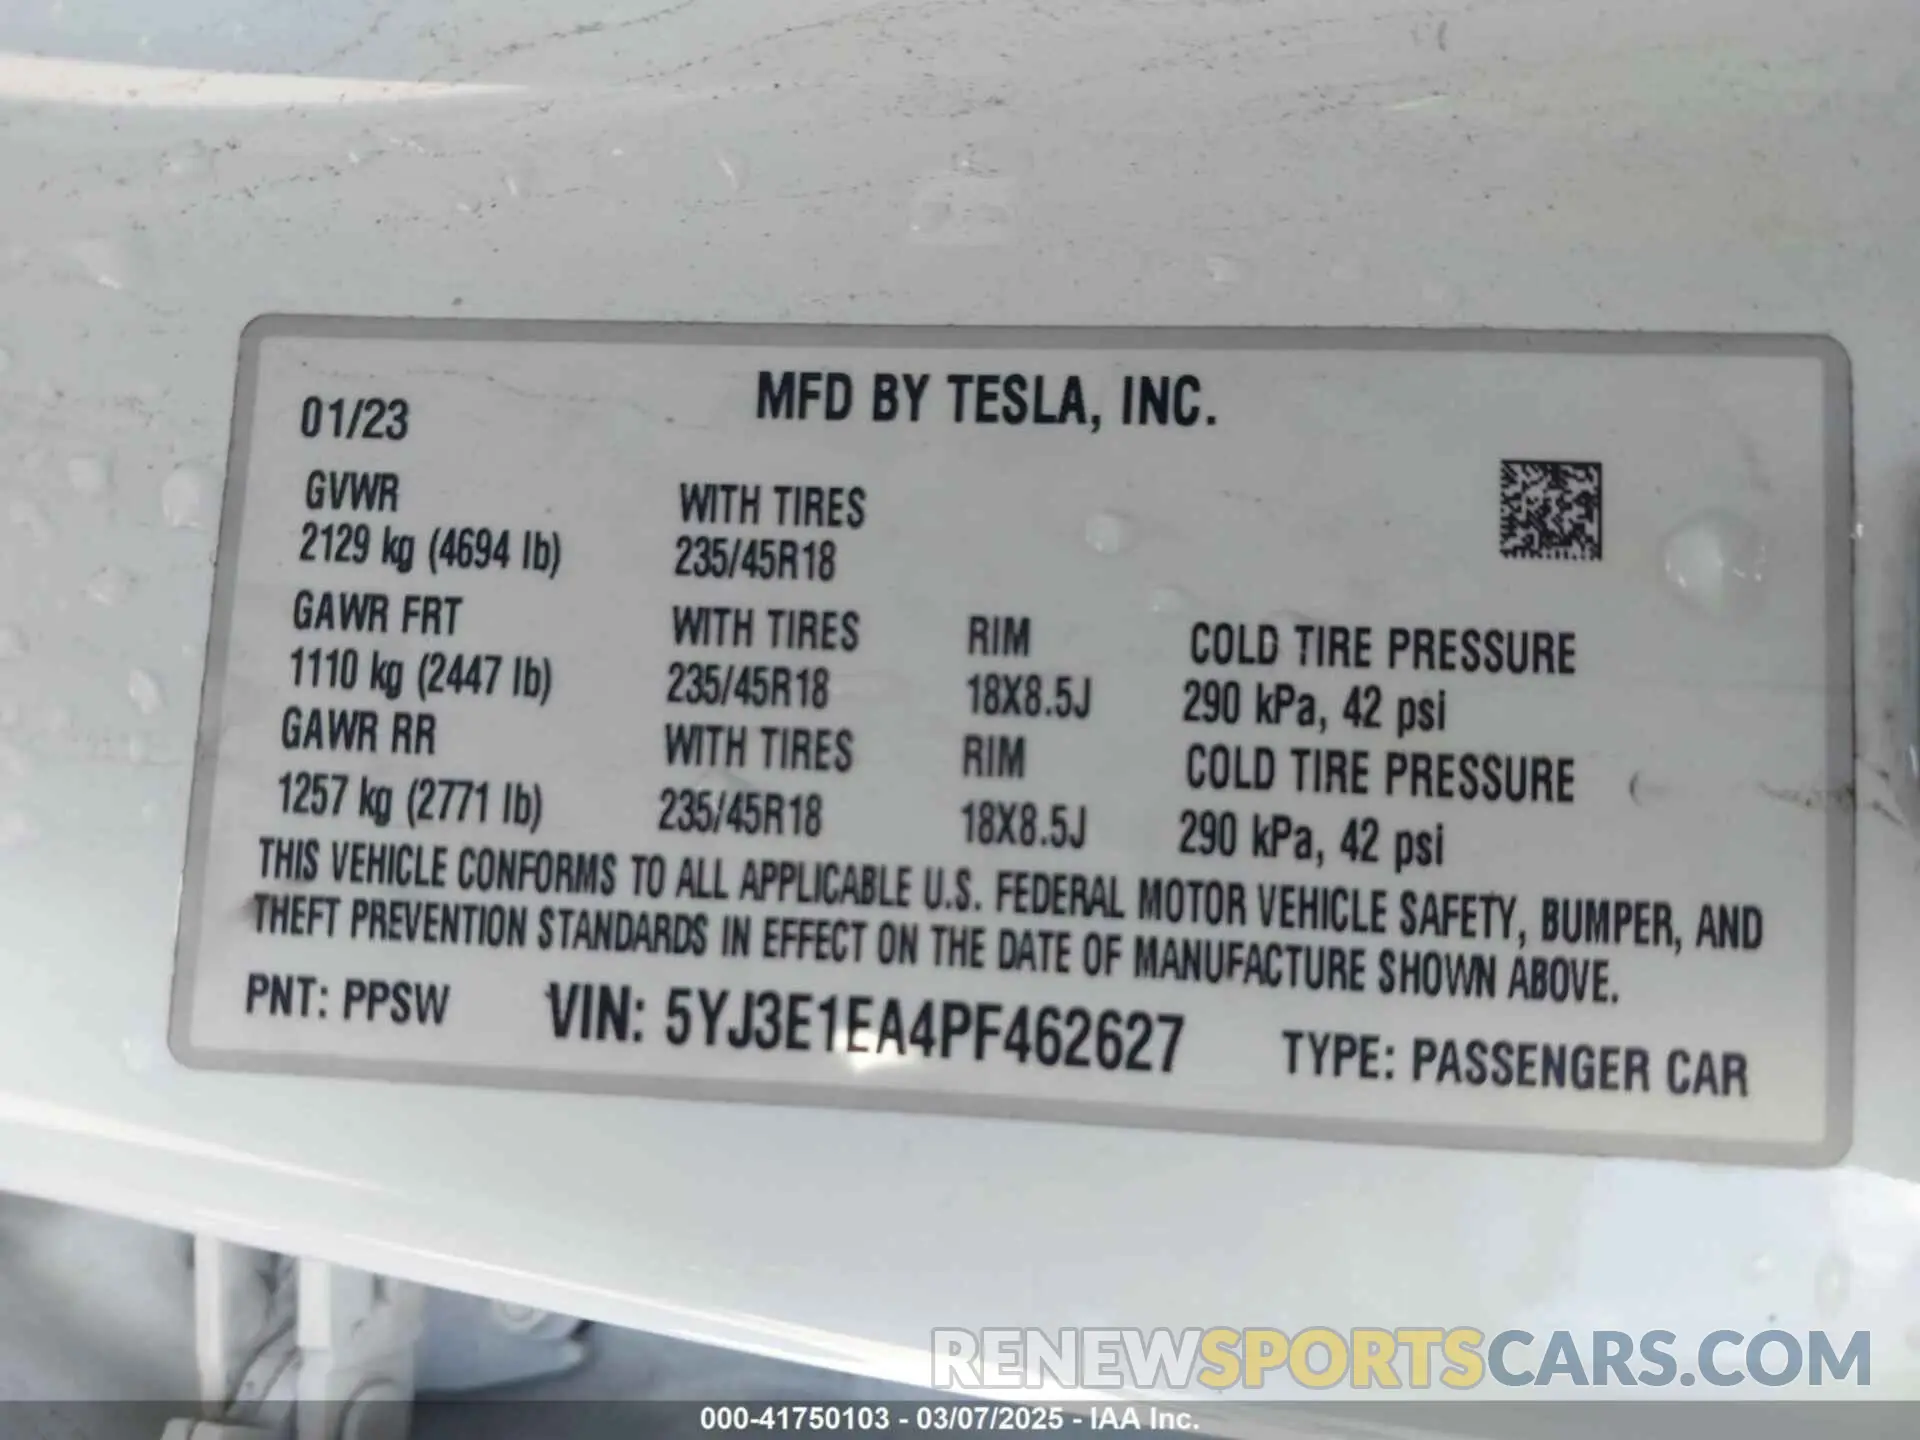 MFD BY TESLA, INC.
01/23
GVWR WITH TIRES
2129 kg (4694 lb) 235/45R18
GAWR FRT WITH TIRES RIM COLD TIRE PRESSURE
1110 kg (2447 lb) 235/45R18 18X8.5J 290 kPa, 42 psi
GAWR RR WITH TIRES RIM COLD TIRE PRESSURE
1257 kg (2771 lb) 235/45R18 18X8.5J 290 kPa, 42 psi
THIS VEHICLE CONFORMS TO ALL APPLICABLE U.S. FEDERAL MOTOR VEHICLE SAFETY, BUMPER, AND
THEFT PREVENTION STANDARDS IN EFFECT ON THE DATE OF MANUFACTURE SHOWN ABOVE.
PNT: PPSW VIN: 5YJ3E1EA4PF462627 TYPE: PASSENGER CAR
RENEWSPORTSCARS.COM
000-41750103 - 03/07/2025 - IAA Inc.